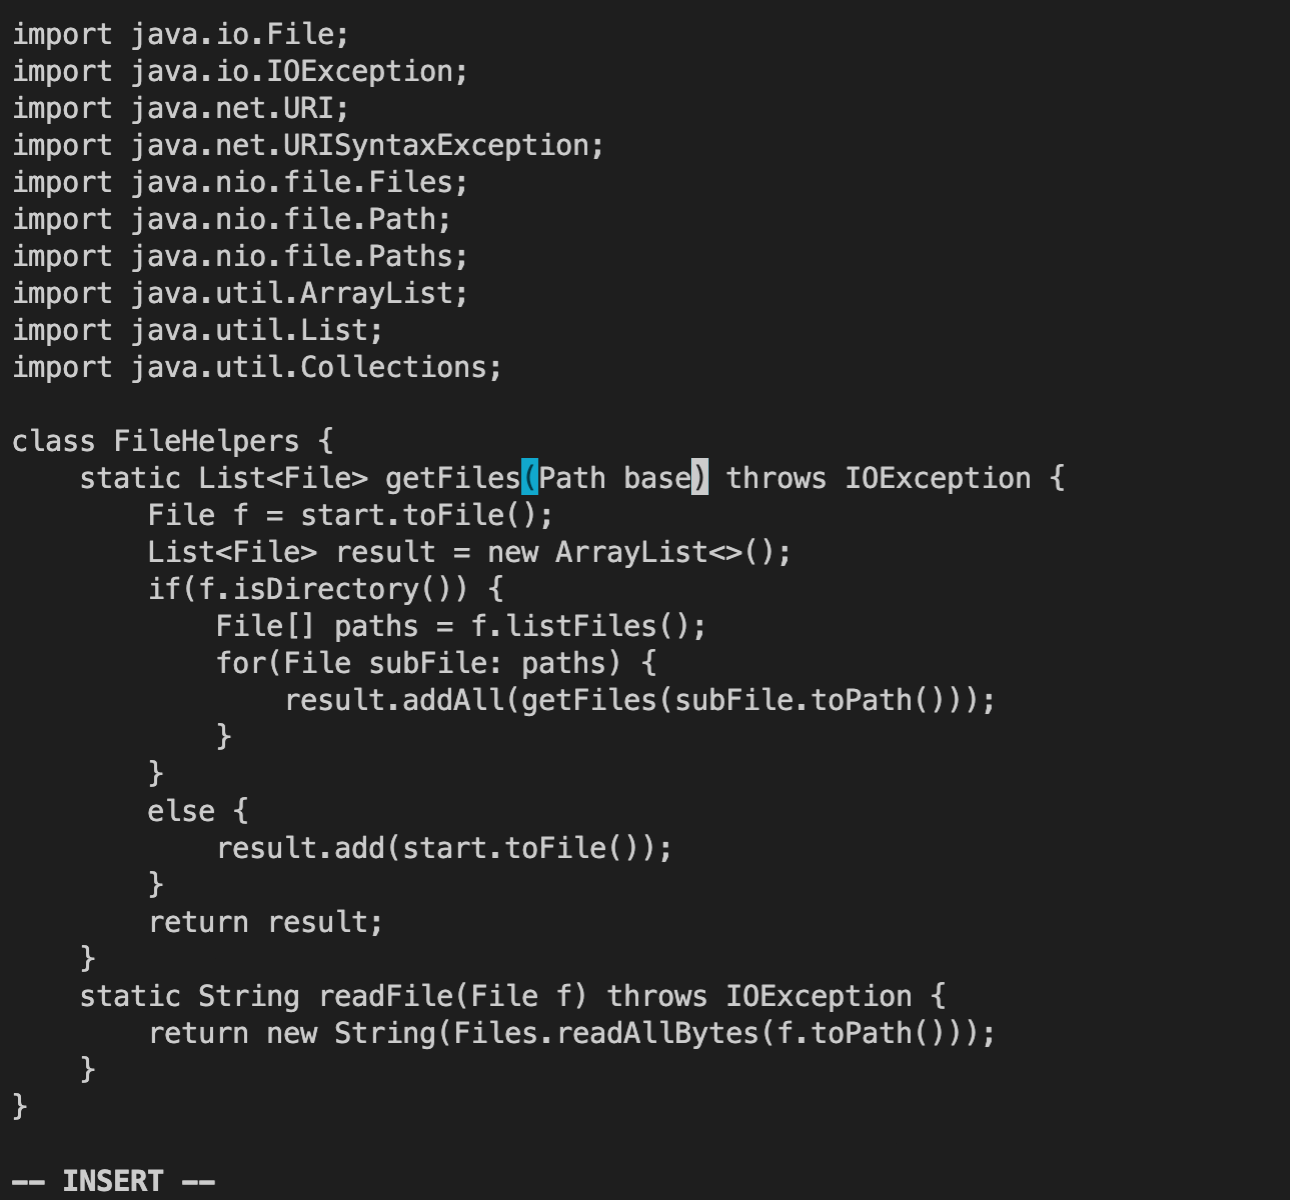 import java.io.File;
import java.io.IOException;
import java.net.URI;
import java.net.URISyntaxException;
import java.nio.file.Files;
import java.nio.file.Path;
import java.nio.file.Paths;
import java.util.ArrayList;
import java.util.List;
import java.util.Collections;

class FileHelpers {
    static List<File> getFiles(Path base) throws IOException {
        File f = start.toFile();
        List<File> result = new ArrayList<>();
        if(f.isDirectory()) {
            File[] paths = f.listFiles();
            for(File subFile: paths) {
                result.addAll(getFiles(subFile.toPath()));
            }
        }
        else {
            result.add(start.toFile());
        }
        return result;
    }
    static String readFile(File f) throws IOException {
        return new String(Files.readAllBytes(f.toPath()));
    }
}

-- INSERT --